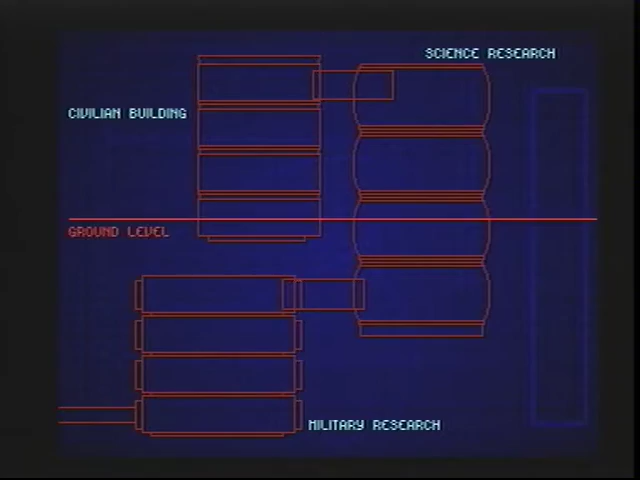 SCIENCE RESEARCH
CIVILIAN BUILDING
GROUND LEVEL
MILITARY RESEARCH